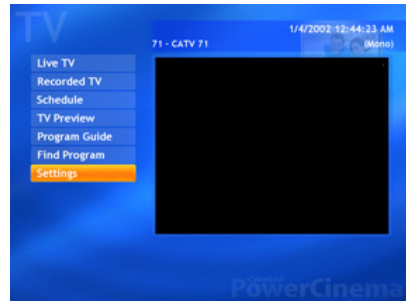 TV
1/4/2002 12:44:23 AM
71 - CATV 71
(Mono)
Live TV
Recorded TV
Schedule
TV Preview
Program Guide
Find Program
Settings
CyberLink
PowerCinema